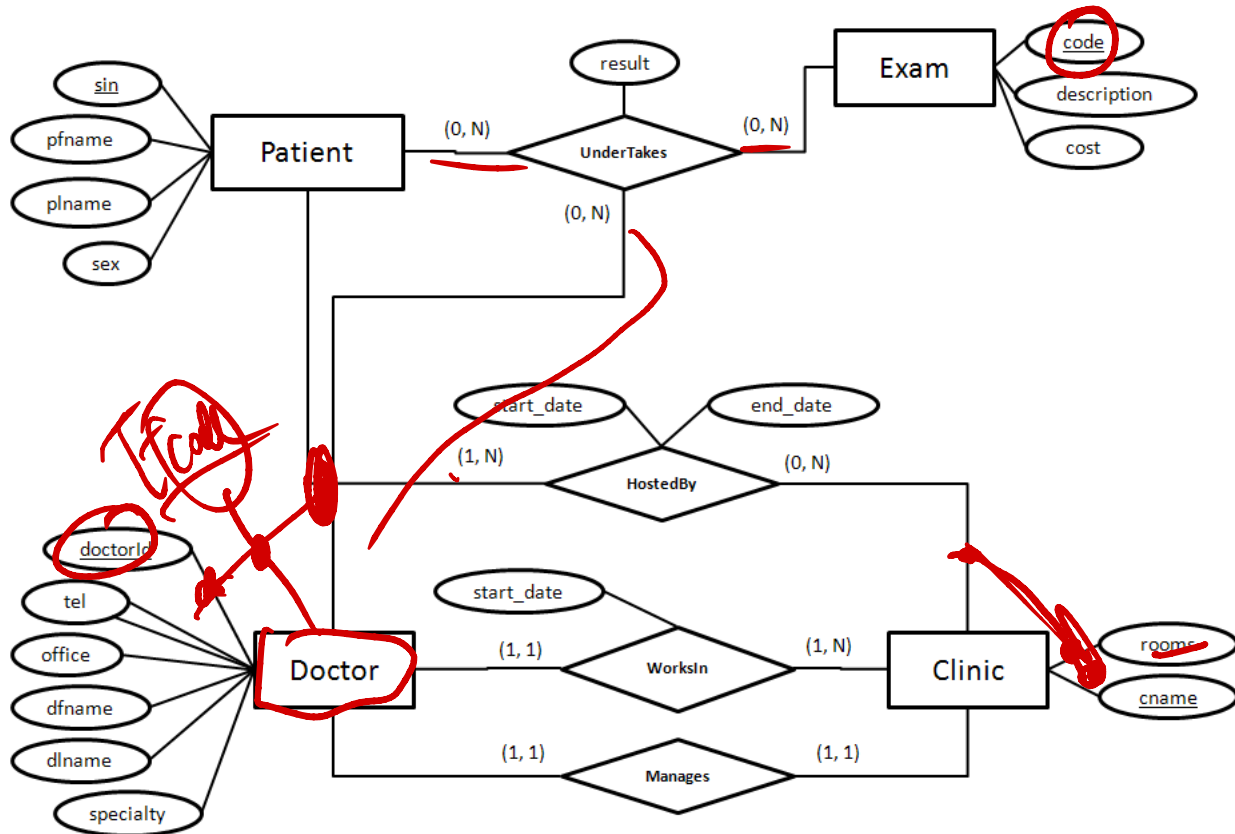 result
code
Exam
sin
description
pfname
(0, N)
(0, N)
Patient
UnderTakes
cost
plname
(0, N)
sex
start_date
end_date
(1, N)
(0, N)
HostedBy
doctorId
tel
start_date
office
Doctor
(1, 1)
WorksIn
(1, N)
Clinic
rooms
cname
dfname
dlname
(1, 1)
Manages
(1, 1)
specialty